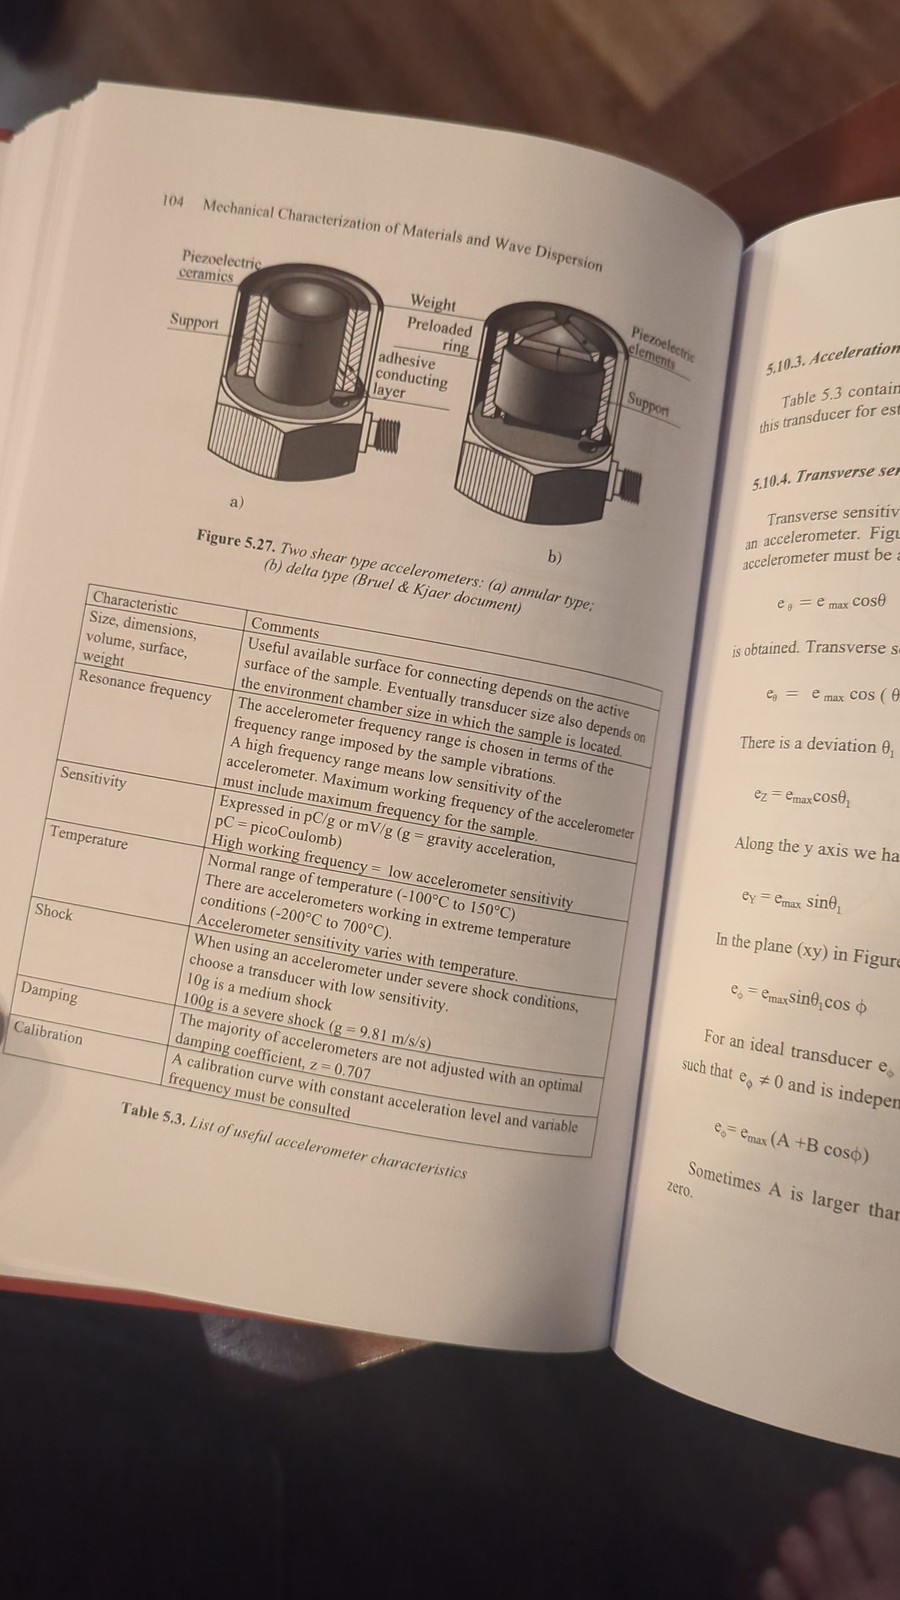 104 Mechanical Characterization of Materials and Wave Dispersion
Piezoelectric
ceramics
Support
Weight
Preloaded
ring
adhesive
conducting
layer
Piezoelectric
elements
Support
a)
b)
Figure 5.27. Two shear type accelerometers: (a) annular type;
(b) delta type (Bruel & Kjaer document)
Characteristic
Comments
Size, dimensions,
volume, surface,
weight
Useful available surface for connecting depends on the active
surface of the sample. Eventually transducer size also depends on
the environment chamber size in which the sample is located.
Resonance frequency
The accelerometer frequency range is chosen in terms of the
frequency range imposed by the sample vibrations.
A high frequency range means low sensitivity of the
accelerometer. Maximum working frequency of the accelerometer
must include maximum frequency for the sample.
Sensitivity
Expressed in pC/g or mV/g (g = gravity acceleration,
pC = picoCoulomb)
High working frequency = low accelerometer sensitivity
Temperature
Normal range of temperature (-100°C to 150°C)
There are accelerometers working in extreme temperature
conditions (-200°C to 700°C).
Accelerometer sensitivity varies with temperature.
Shock
When using an accelerometer under severe shock conditions,
choose a transducer with low sensitivity.
10g is a medium shock
100g is a severe shock (g = 9.81 m/s/s)
Damping
The majority of accelerometers are not adjusted with an optimal
damping coefficient, z = 0.707
Calibration
A calibration curve with constant acceleration level and variable
frequency must be consulted
Table 5.3. List of useful accelerometer characteristics
5.10.3. Acceleration
Table 5.3 contain
this transducer for est
5.10.4. Transverse ser
Transverse sensitiv
an accelerometer. Figu
accelerometer must be a
e θ = e max cosθ
is obtained. Transverse s
eθ = e max cos ( θ
There is a deviation θ₁
eZ = emax cosθ₁
Along the y axis we ha
eY = emax sinθ₁
In the plane (xy) in Figure
eϕ = emax sinθ₁ cos ϕ
For an ideal transducer eϕ
such that eϕ ≠ 0 and is indepen
eϕ = emax (A +B cosϕ)
Sometimes A is larger than
zero.